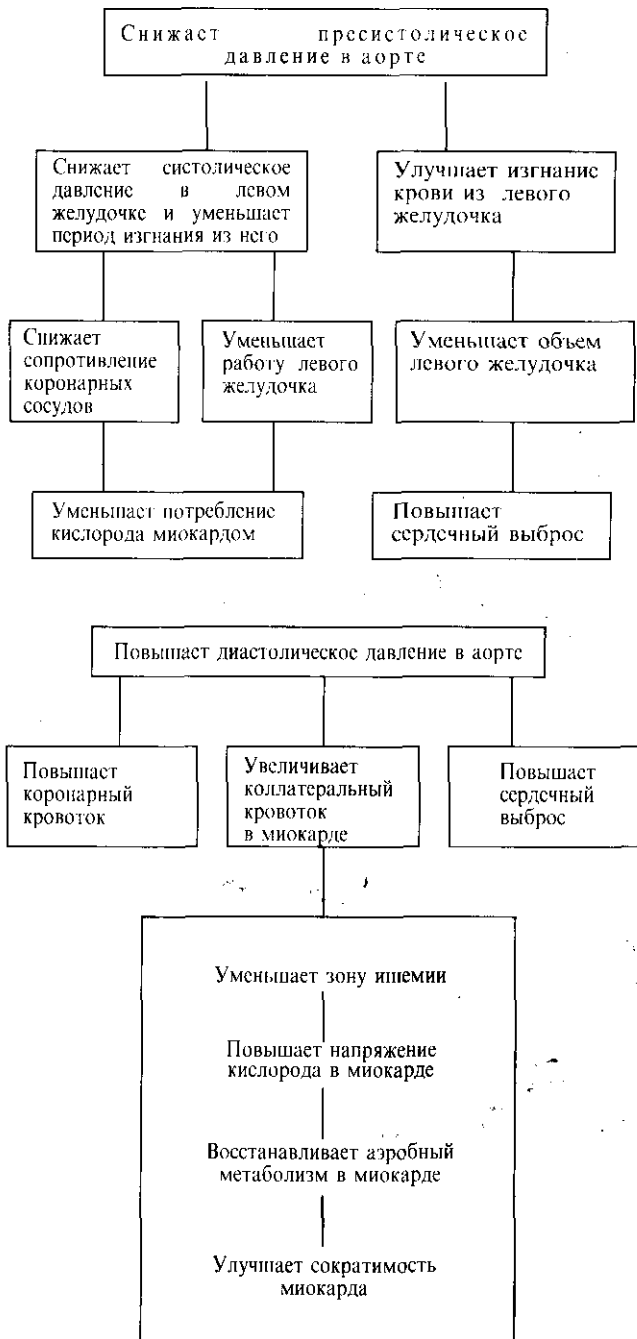 Снижает пресистолическое
давление в аорте
Снижает систолическое
давление в левом
желудочке и уменьшает
период изгнания из него
Улучшает изгнание
крови из левого
желудочка
Снижает
сопротивление
коронарных
сосудов
Уменьшает
работу левого
желудочка
Уменьшает объем
левого желудочка
Уменьшает потребление
кислорода миокардом
Повышает
сердечный выброс
Повышает диастолическое давление в аорте
Повышает
коронарный
кровоток
Увеличивает
коллатеральный
кровоток
в миокарде
Повышает
сердечный
выброс
Уменьшает зону ишемии
Повышает напряжение
кислорода в миокарде
Восстанавливает аэробный
метаболизм в миокарде
Улучшает сократимость
миокарда